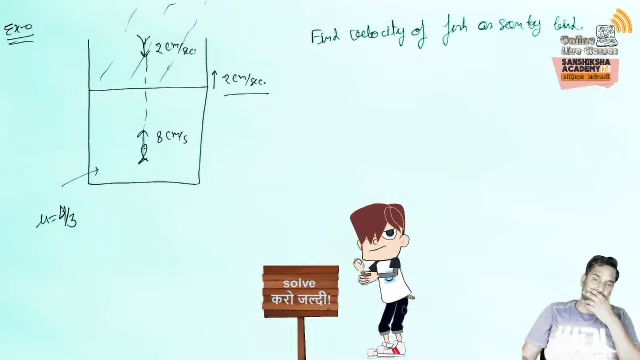 Ex-0
Find velocity of fish as seen by bird.
2 cm/sec.
2 cm/sec.
8 cm/s
μ=4/3
Online
Live Classes
SANSHIKSHA
ACADEMY
solve
करो जल्दी!